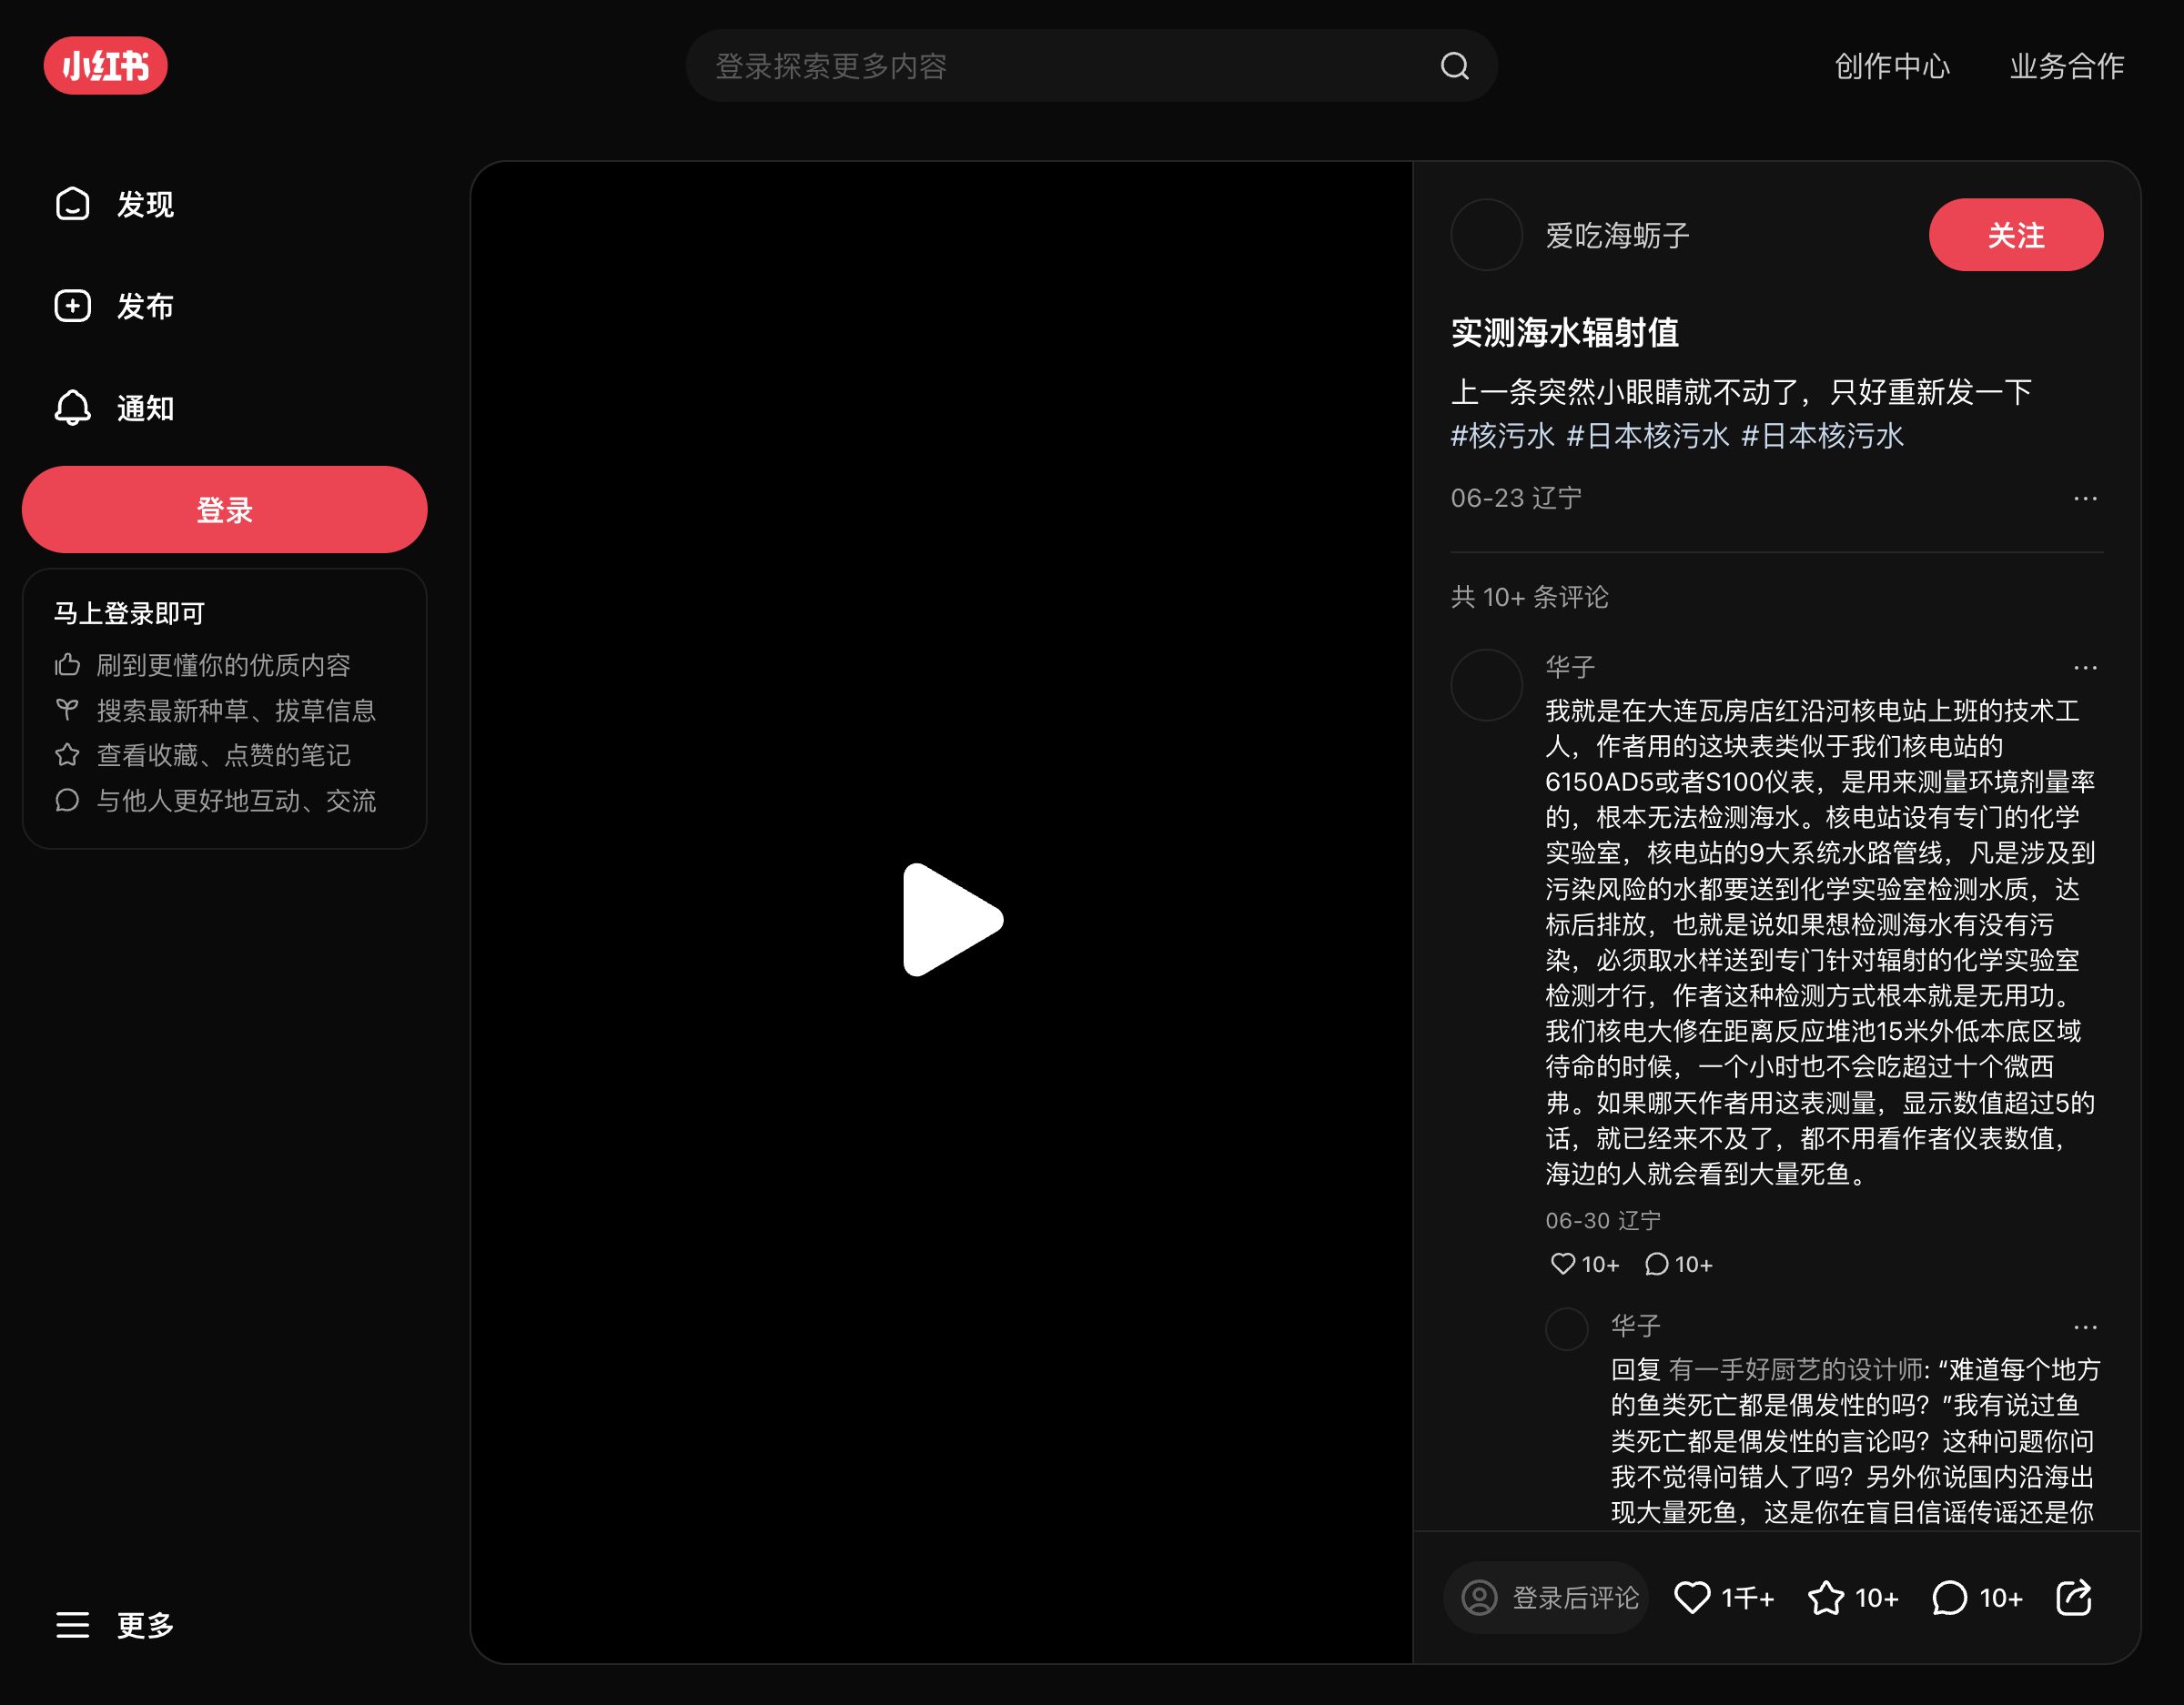 小红书
登录探索更多内容
创作中心
业务合作
发现
发布
通知
登录
马上登录即可
刷到更懂你的优质内容
搜索最新种草、拔草信息
查看收藏、点赞的笔记
与他人更好地互动、交流
更多
爱吃海蛎子
关注
实测海水辐射值
上一条突然小眼睛就不动了，只好重新发一下
#核污水 #日本核污水 #日本核污水
06-23 辽宁
共 10+ 条评论
华子
我就是在大连瓦房店红沿河核电站上班的技术工
人，作者用的这块表类似于我们核电站的
6150AD5或者S100仪表，是用来测量环境剂量率
的，根本无法检测海水。核电站设有专门的化学
实验室，核电站的9大系统水路管线，凡是涉及到
污染风险的水都要送到化学实验室检测水质，达
标后排放，也就是说如果想检测海水有没有污
染，必须取水样送到专门针对辐射的化学实验室
检测才行，作者这种检测方式根本就是无用功。
我们核电大修在距离反应堆池15米外低本底区域
待命的时候，一个小时也不会吃超过十个微西
弗。如果哪天作者用这表测量，显示数值超过5的
话，就已经来不及了，都不用看作者仪表数值，
海边的人就会看到大量死鱼。
06-30 辽宁
10+ 10+
华子
回复 有一手好厨艺的设计师: “难道每个地方
的鱼类死亡都是偶发性的吗？”我有说过鱼
类死亡都是偶发性的言论吗？这种问题你问
我不觉得问错人了吗？另外你说国内沿海出
现大量死鱼，这是你在盲目信谣传谣还是你
登录后评论 1千+ 10+ 10+